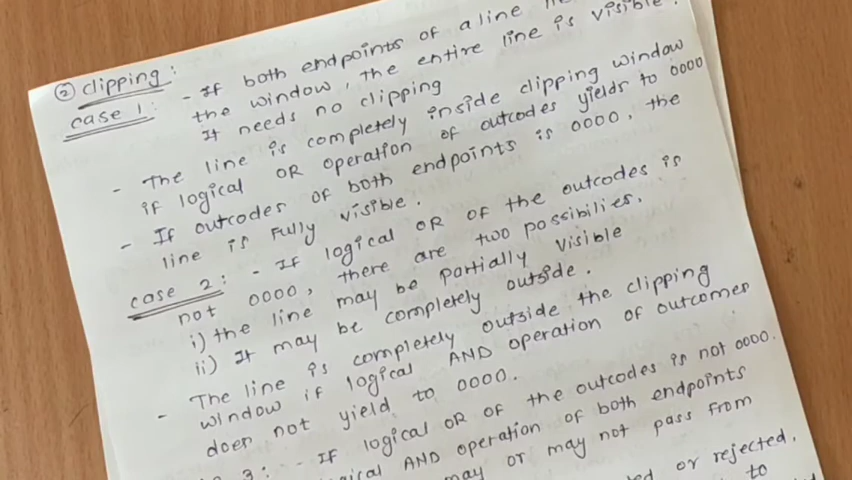 ② Clipping :
case 1: - If both endpoints of a line
the window, the entire line is visible.
It needs no clipping
- The line is completely inside clipping window
if logical OR operation of outcodes yields to 0000
- If outcodes of both endpoints is 0000, the
line is fully visible.
case 2: - If logical OR of the outcodes is
not 0000, there are two possibilies.
i) the line may be partially visible
ii) It may be completely outside.
- The line is completely outside the clipping
window if logical AND operation of outcomes
does not yield to 0000.
3: - If logical OR of the outcodes is not 0000.
AND operation of both endpoints
may or may not pass from
or rejected.
to